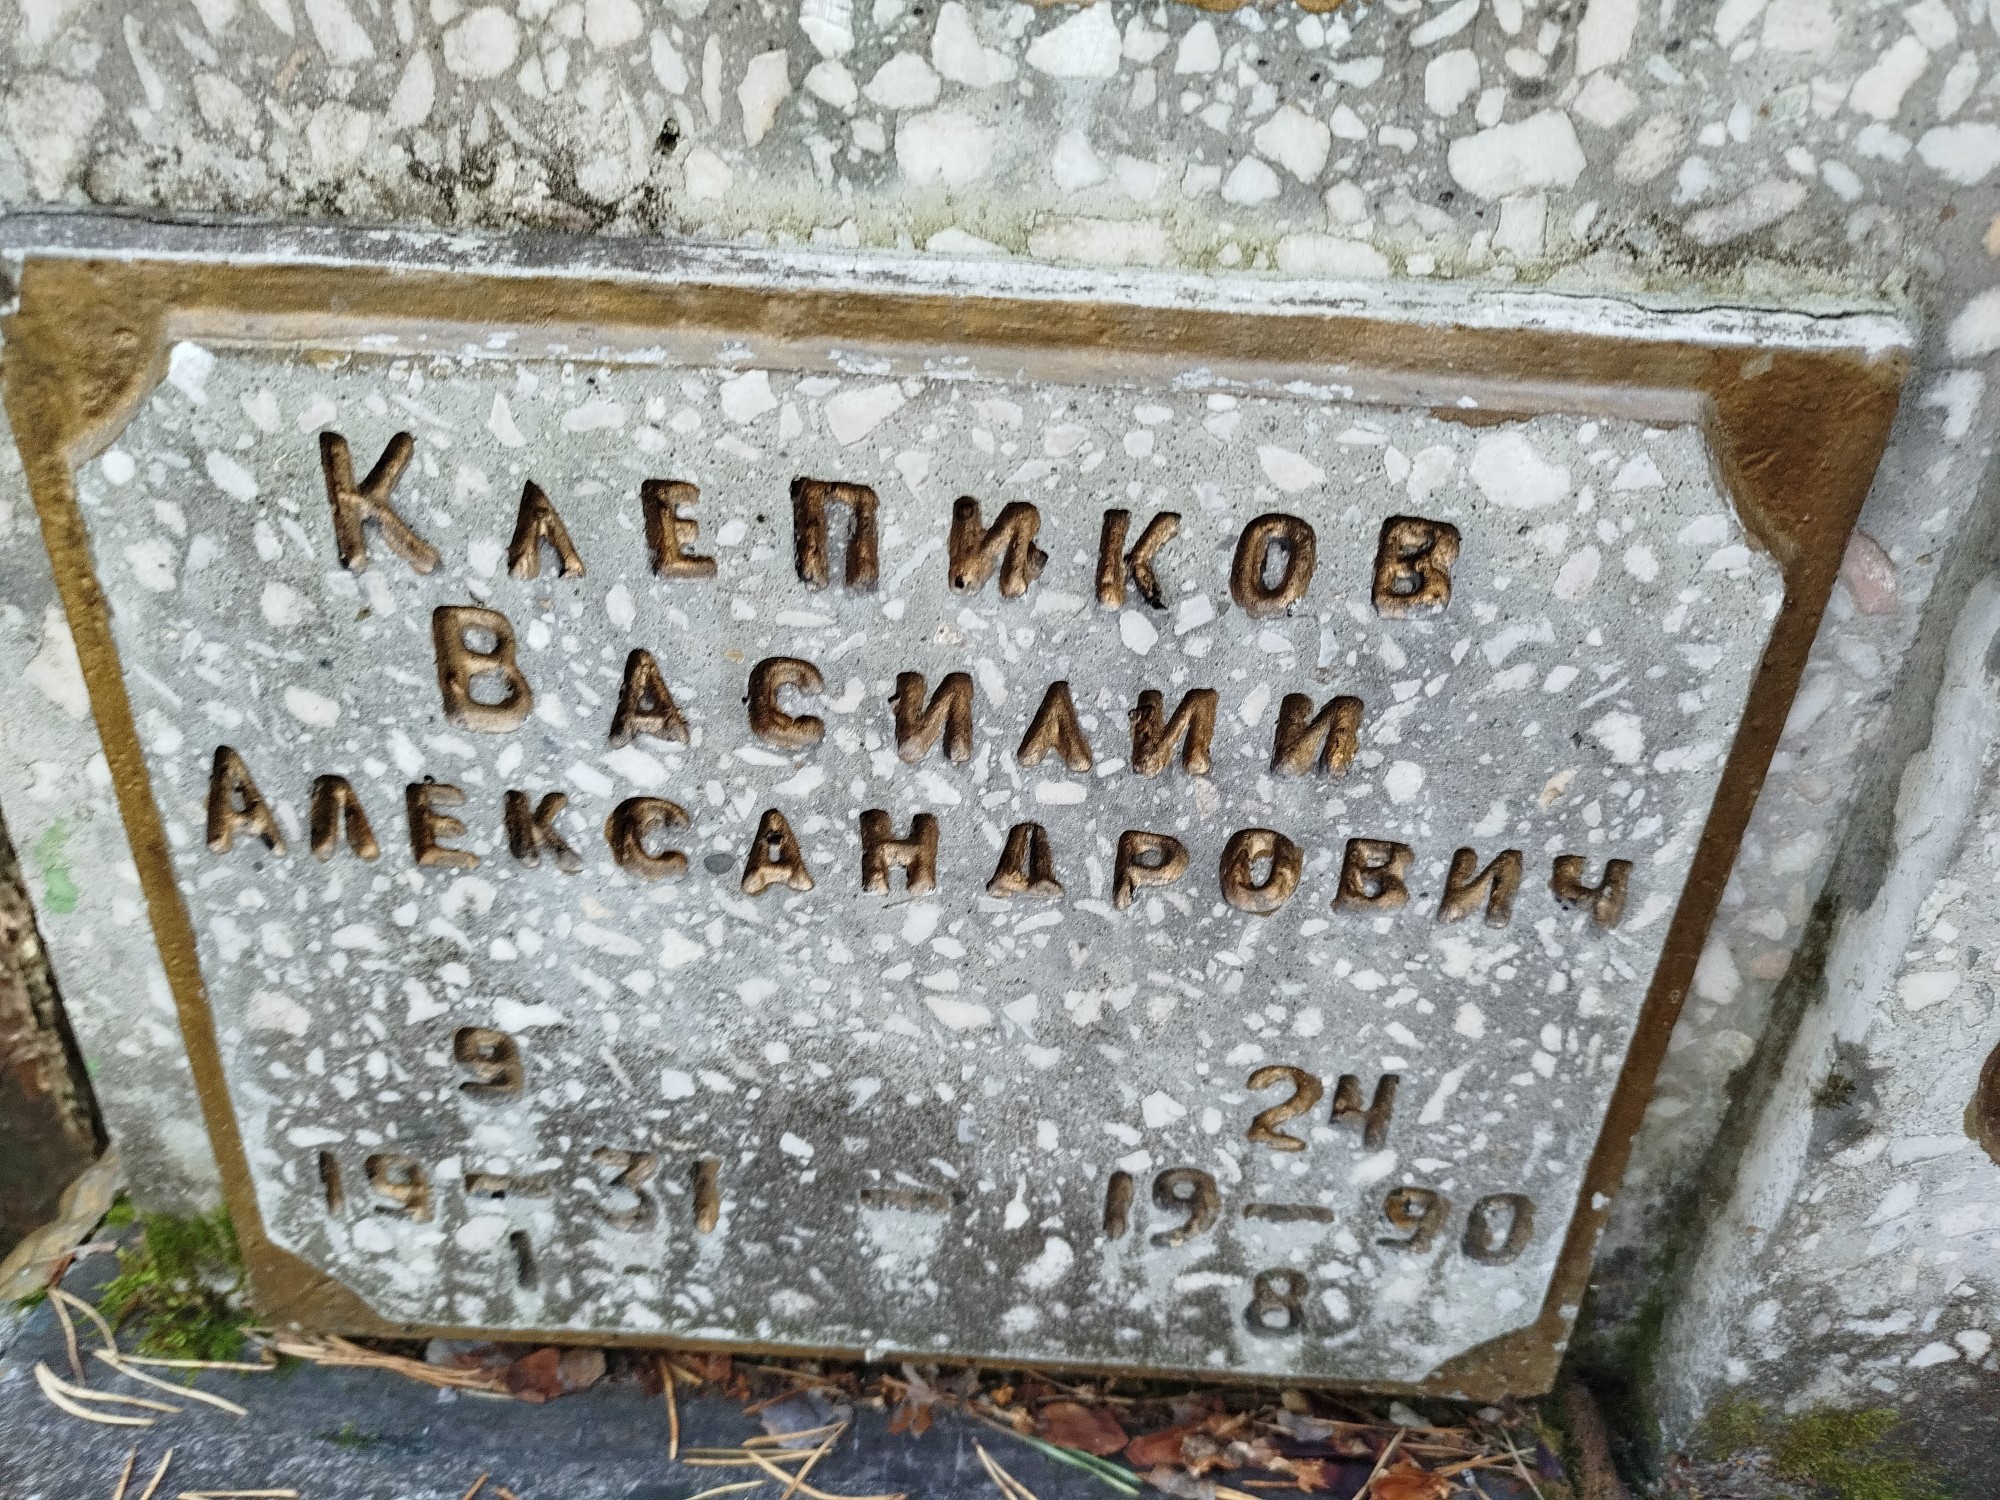 Клепиков
Василии
Александрович
9 24
19 — 31 — 19 — 90
1 8